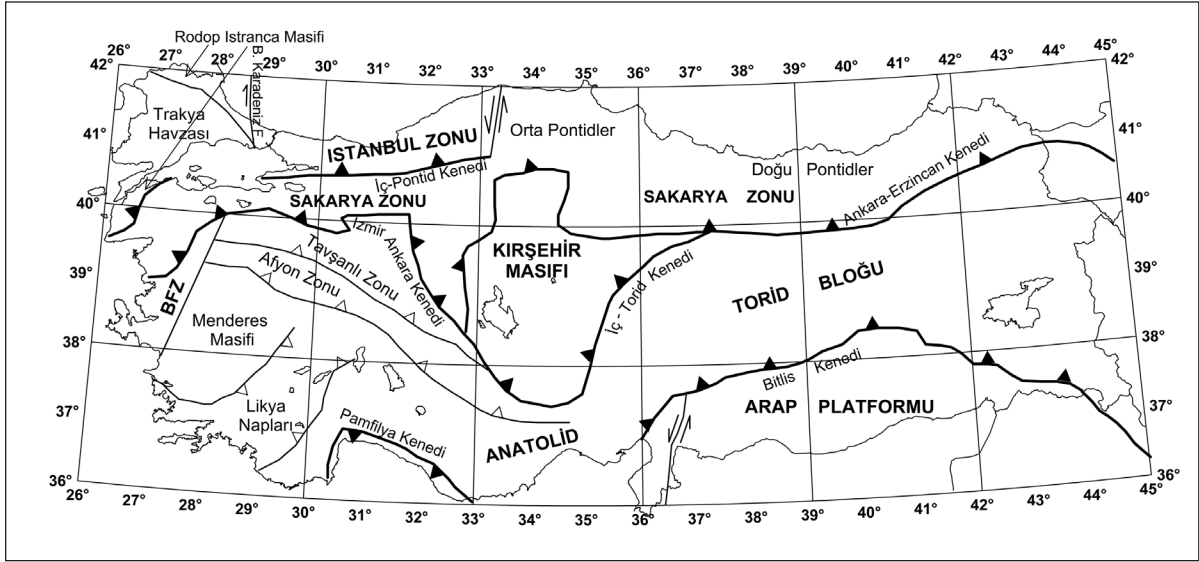 Rodop Istranca Masifi
26° 27° 28° 29° 30° 31° 32° 33° 34° 35° 36° 37° 38° 39° 40° 41° 42° 43° 44° 45°
42°
42°
B. Karadeniz F.
Trakya
Havzası
41°
41°
ISTANBUL ZONU
Orta Pontidler
İç-Pontid Kenedi
Doğu Pontidler
Ankara-Erzincan Kenedi
SAKARYA ZONU
SAKARYA ZONU
40°
40°
İzmir Ankara Kenedi
Tavşanlı Zonu
Afyon Zonu
KIRŞEHİR
MASIFI
İç - Torid Kenedi
TORİD BLOĞU
39°
39°
BFZ
Menderes
Masifi
38°
38°
Bitlis Kenedi
ARAP PLATFORMU
Likya
Napları
Pamfilya Kenedi
ANATOLİD
37°
37°
36°
36°
26° 27° 28° 29° 30° 31° 32° 33° 34° 35° 36° 37° 38° 39° 40° 41° 42° 43° 44° 45°